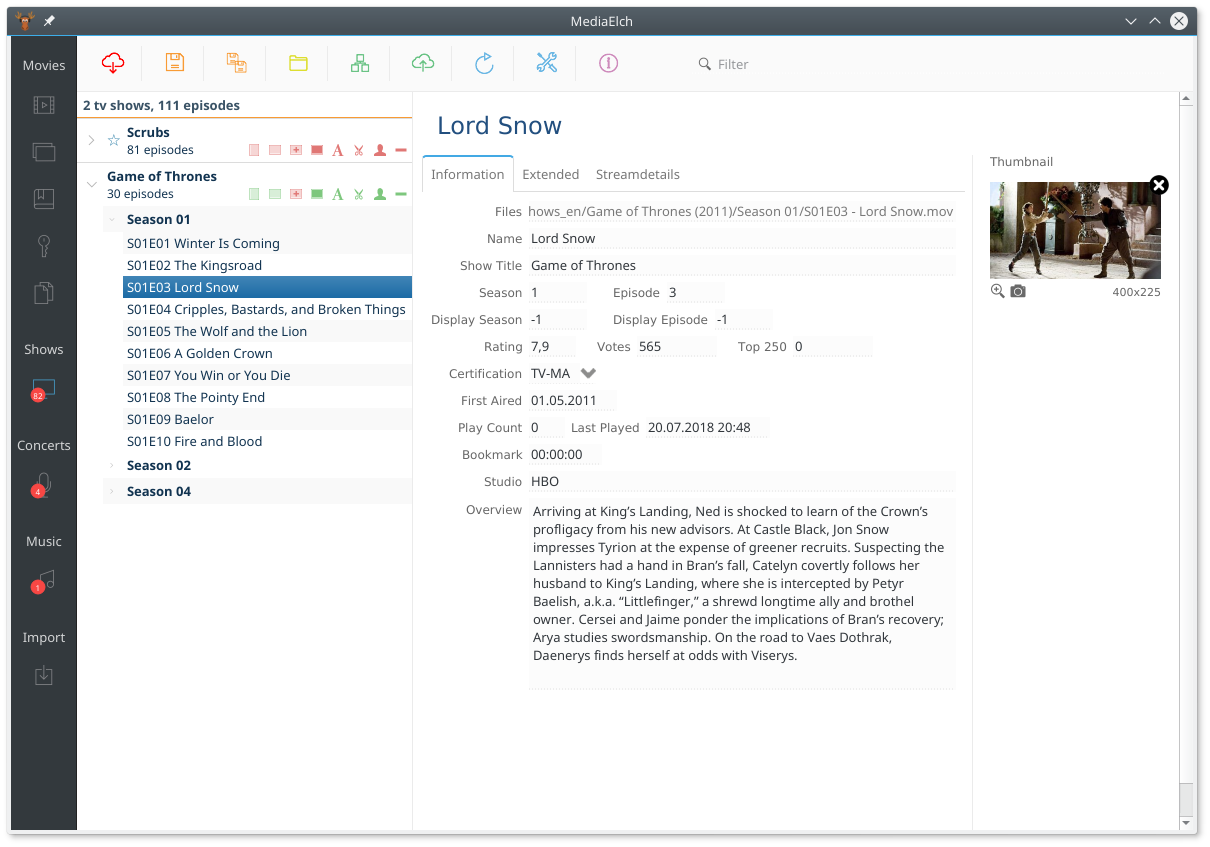 MediaElch
Movies
Shows
82
Concerts
4
Music
1
Import
Filter
2 tv shows, 111 episodes
Scrubs
81 episodes
A
Game of Thrones
30 episodes
A
Season 01
S01E01 Winter Is Coming
S01E02 The Kingsroad
S01E03 Lord Snow
S01E04 Cripples, Bastards, and Broken Things
S01E05 The Wolf and the Lion
S01E06 A Golden Crown
S01E07 You Win or You Die
S01E08 The Pointy End
S01E09 Baelor
S01E10 Fire and Blood
Season 02
Season 04
Lord Snow
Information Extended Streamdetails
Files hows_en/Game of Thrones (2011)/Season 01/S01E03 - Lord Snow.mov
Name Lord Snow
Show Title Game of Thrones
Season 1 Episode 3
Display Season -1 Display Episode -1
Rating 7,9 Votes 565 Top 250 0
Certification TV-MA
First Aired 01.05.2011
Play Count 0 Last Played 20.07.2018 20:48
Bookmark 00:00:00
Studio HBO
Overview Arriving at King’s Landing, Ned is shocked to learn of the Crown’s
profligacy from his new advisors. At Castle Black, Jon Snow
impresses Tyrion at the expense of greener recruits. Suspecting the
Lannisters had a hand in Bran’s fall, Catelyn covertly follows her
husband to King’s Landing, where she is intercepted by Petyr
Baelish, a.k.a. “Littlefinger,” a shrewd longtime ally and brothel
owner. Cersei and Jaime ponder the implications of Bran’s recovery;
Arya studies swordsmanship. On the road to Vaes Dothrak,
Daenerys finds herself at odds with Viserys.
Thumbnail
400x225